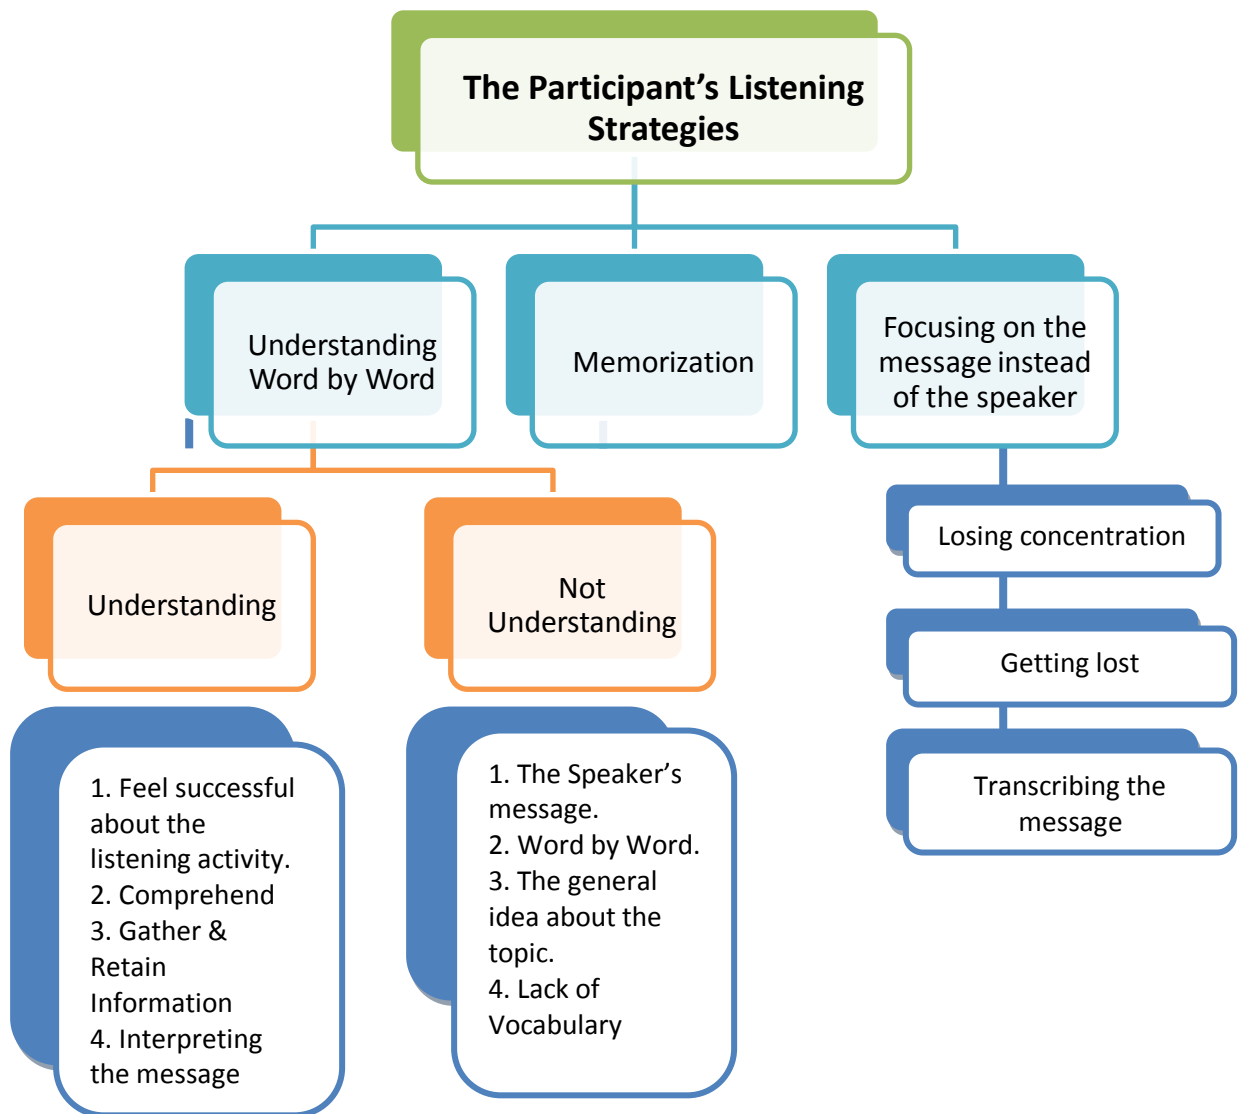 The Participant’s Listening
Strategies
Understanding
Word by Word
Memorization
Focusing on the
message instead
of the speaker
Understanding
Not
Understanding
Losing concentration
Getting lost
Transcribing the
message
1. Feel successful
about the
listening activity.
2. Comprehend
3. Gather &
Retain
Information
4. Interpreting
the message
1. The Speaker’s
message.
2. Word by Word.
3. The general
idea about the
topic.
4. Lack of
Vocabulary